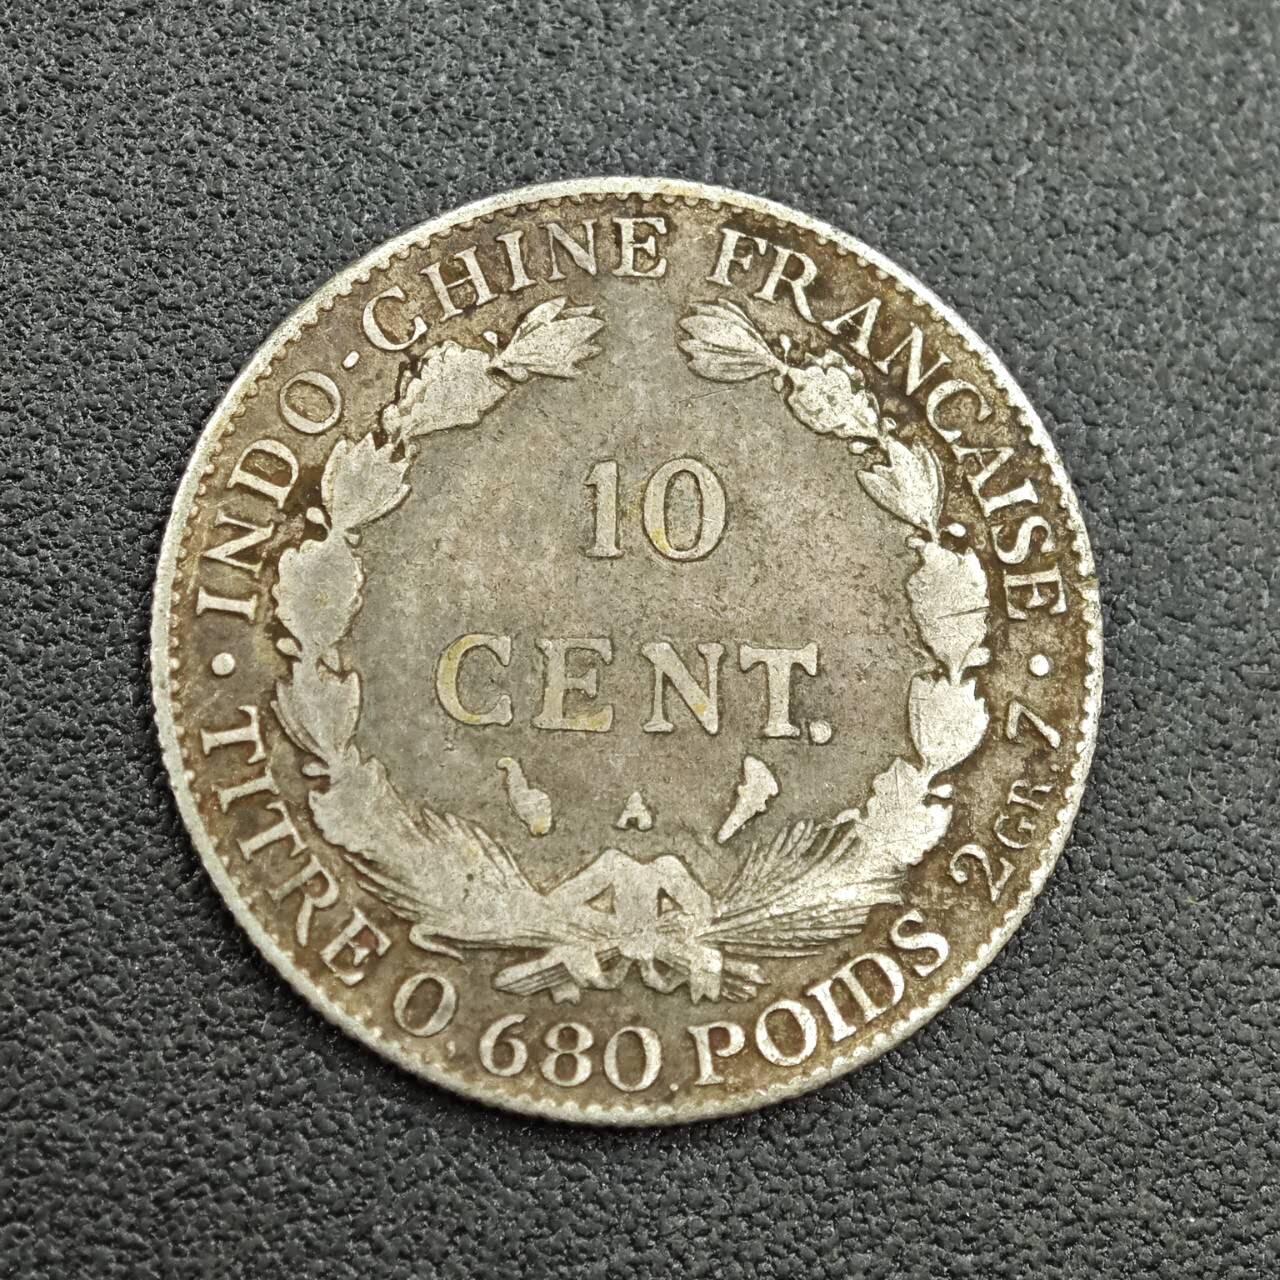 INDO-CHINE FRANCAISE
10
CENT.
A
TITRE 0,680. POIDS 2GR.7